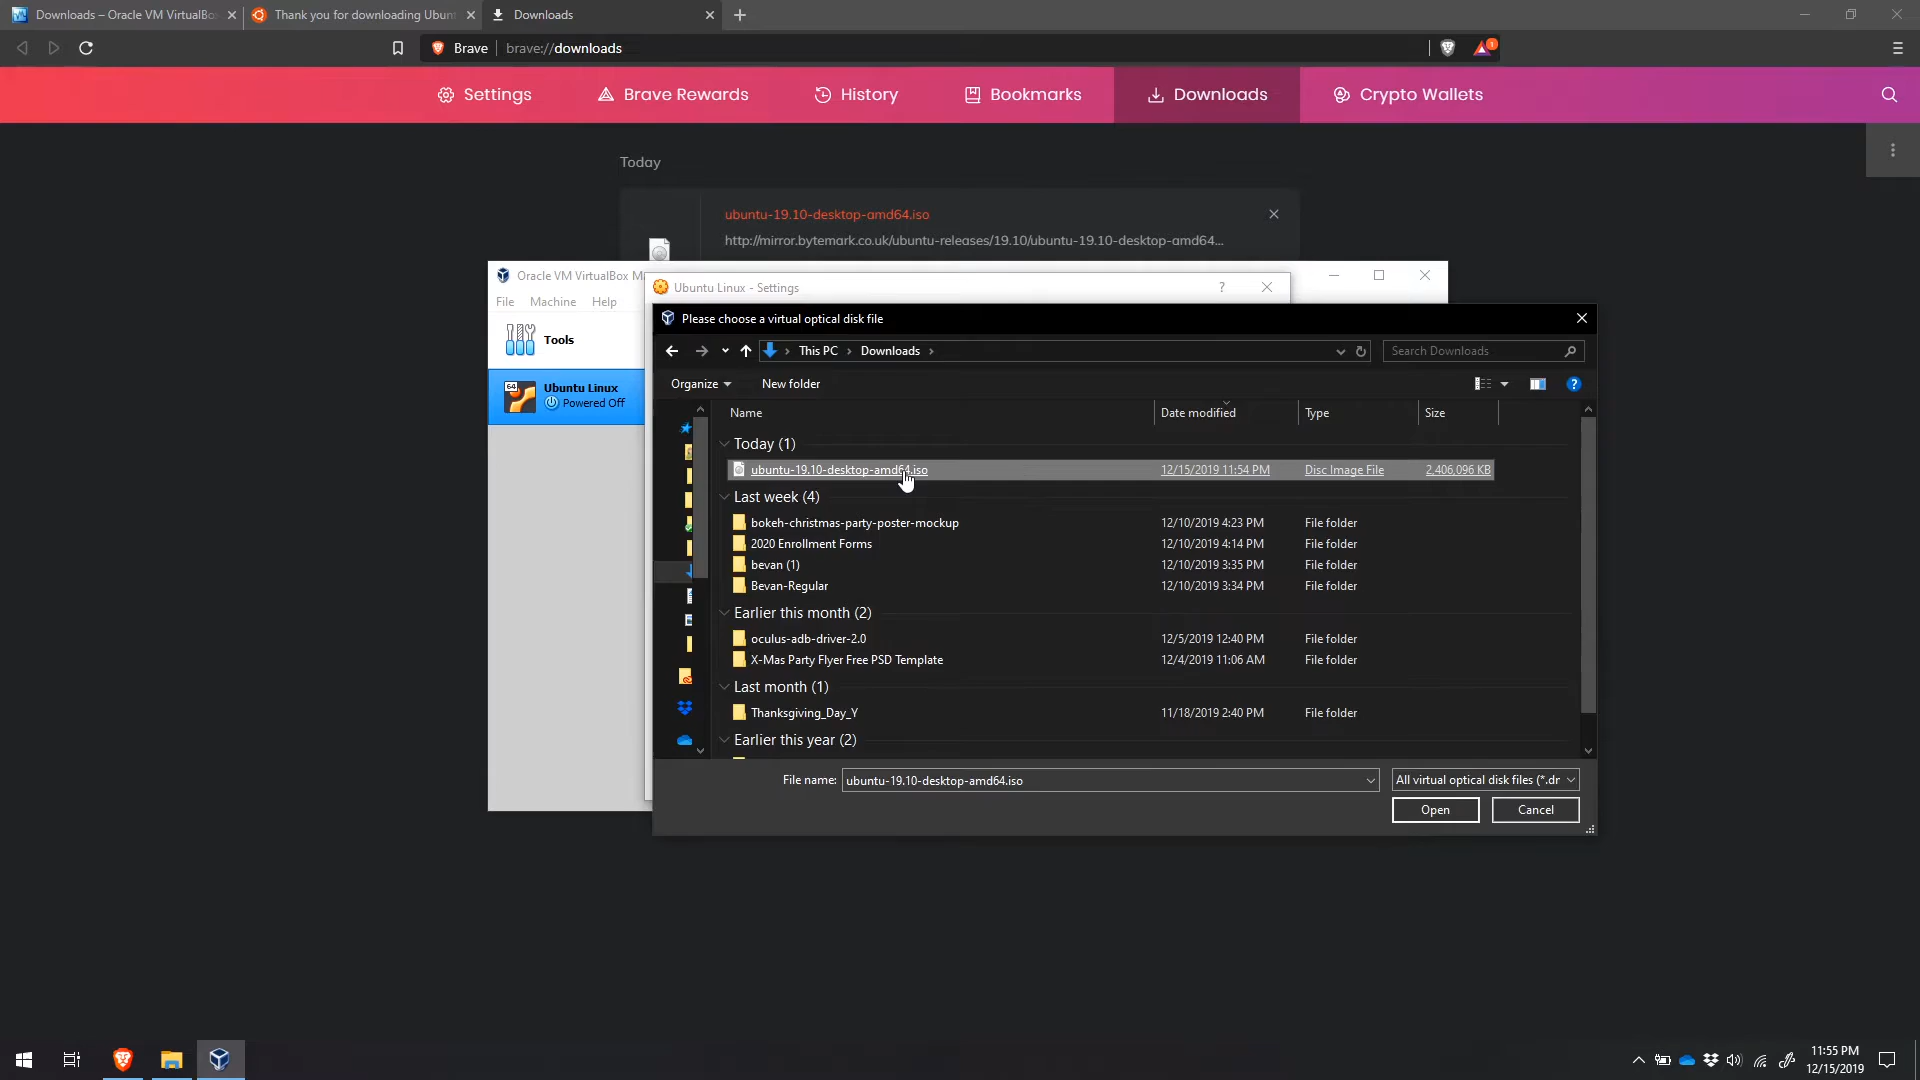 Downloads – Oracle VM VirtualBo
Thank you for downloading Ubun
Downloads
Brave
brave://downloads
1
Settings
Brave Rewards
History
Bookmarks
Downloads
Crypto Wallets
Today
ubuntu-19.10-desktop-amd64.iso
http://mirror.bytemark.co.uk/ubuntu-releases/19.10/ubuntu-19.10-desktop-amd64...
Oracle VM VirtualBox M
Ubuntu Linux - Settings
?
File Machine Help
Please choose a virtual optical disk file
Tools
This PC
Downloads
Search Downloads
64
Ubuntu Linux
Powered Off
Organize
New folder
?
Name Date modified Type Size
Today (1)
ubuntu-19.10-desktop-amd64.iso 12/15/2019 11:54 PM Disc Image File 2,406,096 KB
Last week (4)
bokeh-christmas-party-poster-mockup 12/10/2019 4:23 PM File folder
2020 Enrollment Forms 12/10/2019 4:14 PM File folder
bevan (1) 12/10/2019 3:35 PM File folder
Bevan-Regular 12/10/2019 3:34 PM File folder
Earlier this month (2)
oculus-adb-driver-2.0 12/5/2019 12:40 PM File folder
X-Mas Party Flyer Free PSD Template 12/4/2019 11:06 AM File folder
Last month (1)
Thanksgiving_Day_Y 11/18/2019 2:40 PM File folder
Earlier this year (2)
File name: ubuntu-19.10-desktop-amd64.iso
All virtual optical disk files (*.dr
Open
Cancel
11:55 PM
12/15/2019